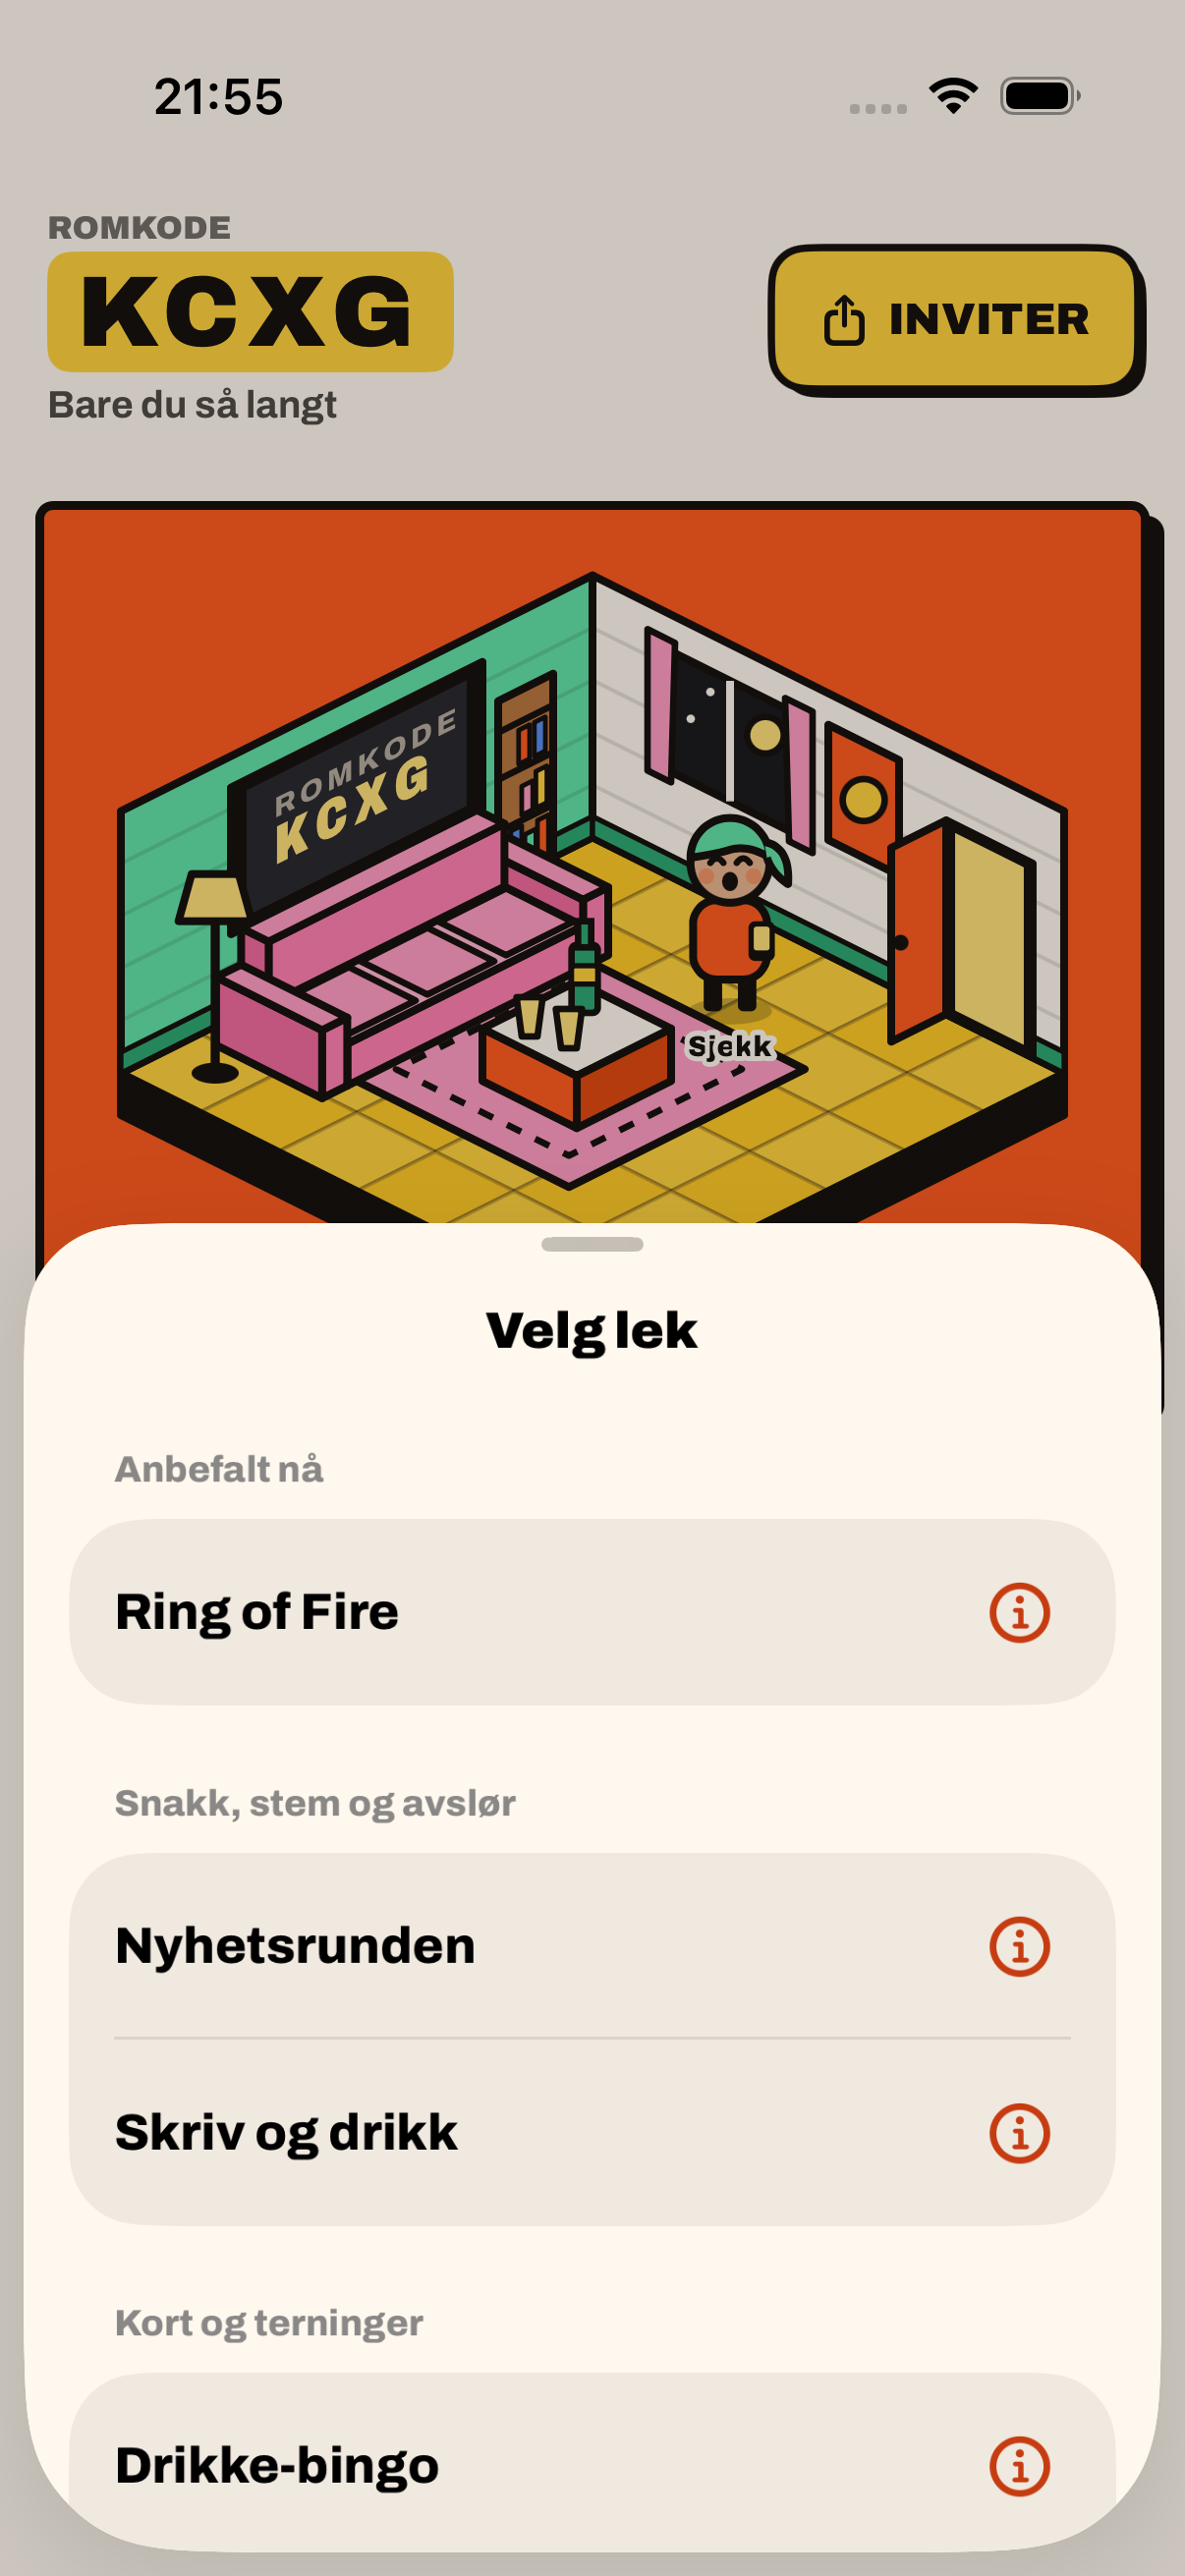 21:55
ROMKODE
KCXG
INVITER
Bare du så langt
ROMKODE
KCXG
Sjekk
Velg lek
Anbefalt nå
Ring of Fire
Snakk, stem og avslør
Nyhetsrunden
Skriv og drikk
Kort og terninger
Drikke-bingo